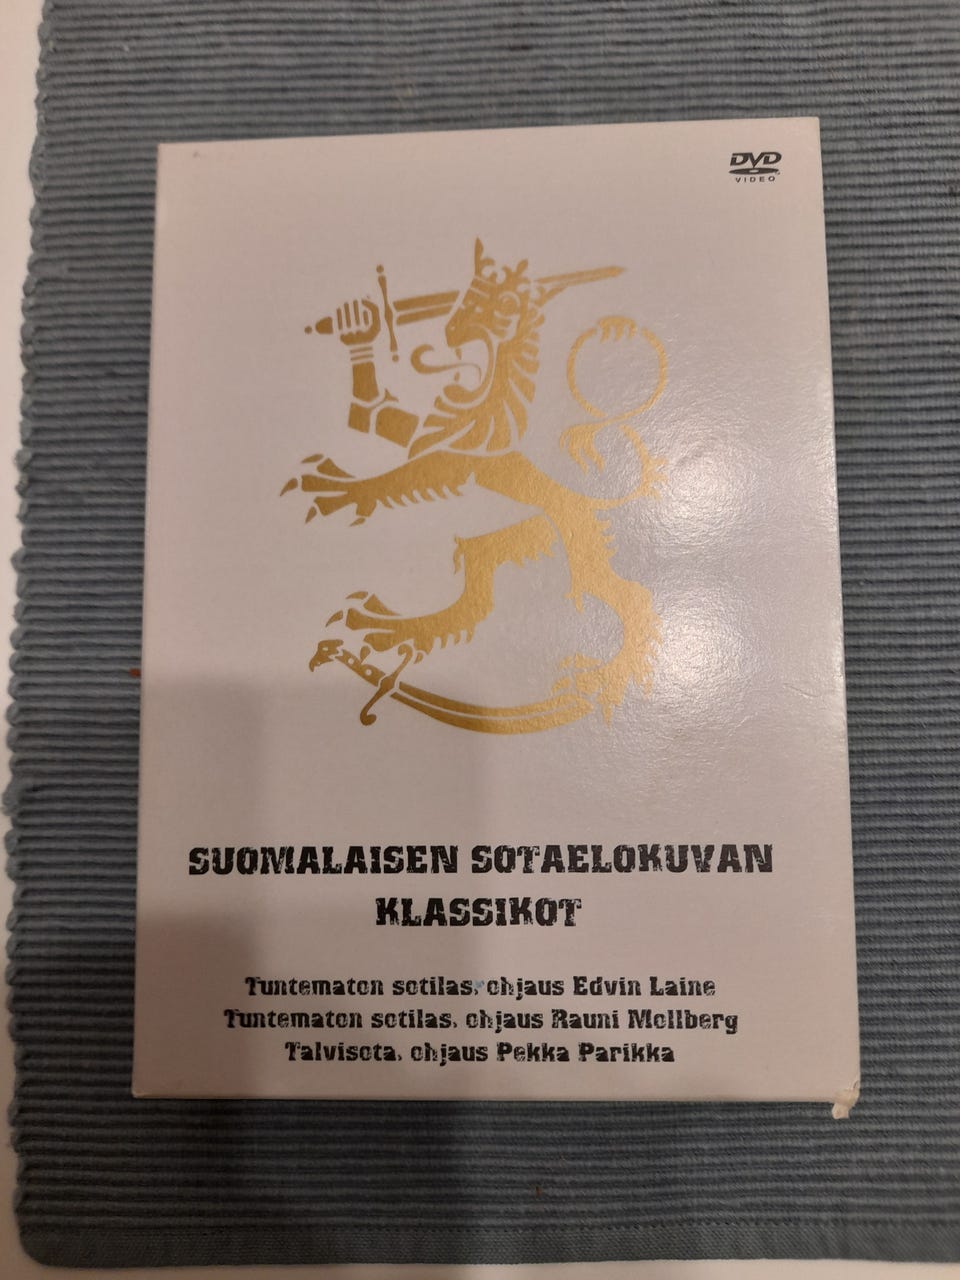 DVD
VIDEO
SUOMALAISEN SOTAELOKUVAN
KLASSIKOT
Tuntematon sotilas, ohjaus Edvin Laine
Tuntematon sotilas, ohjaus Rauni Mollberg
Talvisota, ohjaus Pekka Parikka